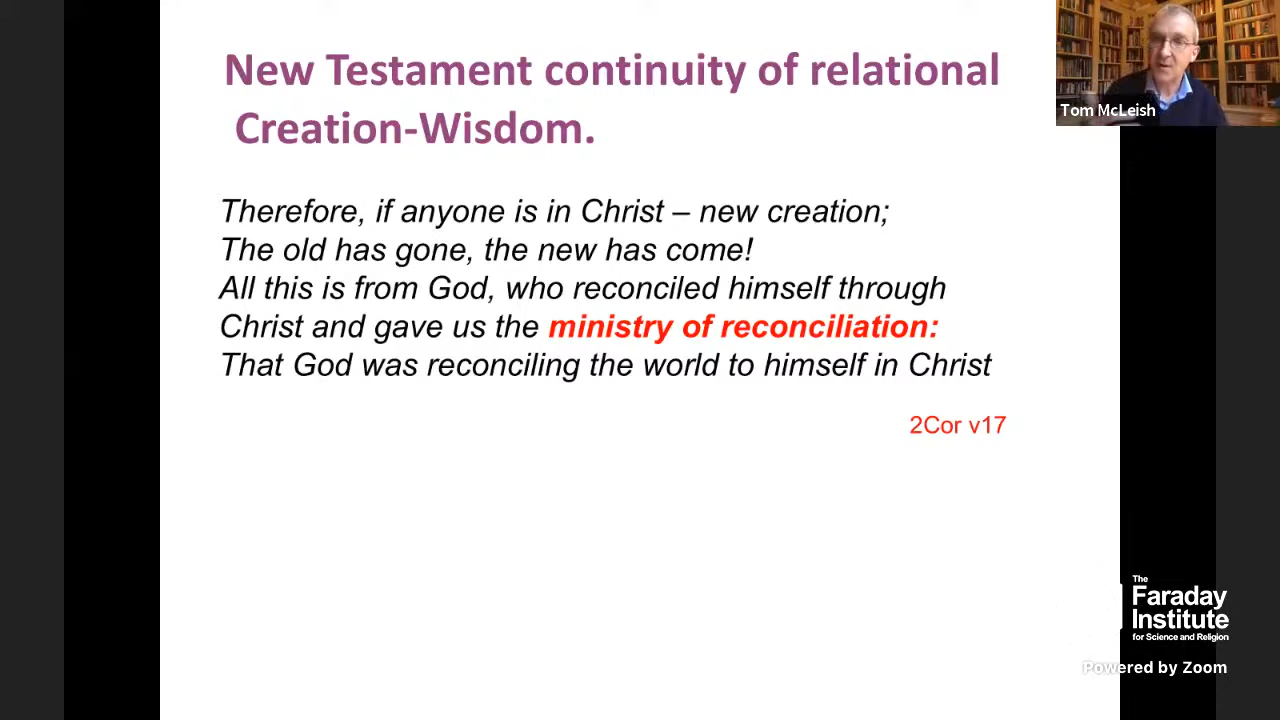 New Testament continuity of relational
Creation-Wisdom.
Tom McLeish
Therefore, if anyone is in Christ – new creation;
The old has gone, the new has come!
All this is from God, who reconciled himself through
Christ and gave us the ministry of reconciliation:
That God was reconciling the world to himself in Christ
2Cor v17
The
Faraday
Institute
for Science and Religion
Powered by Zoom